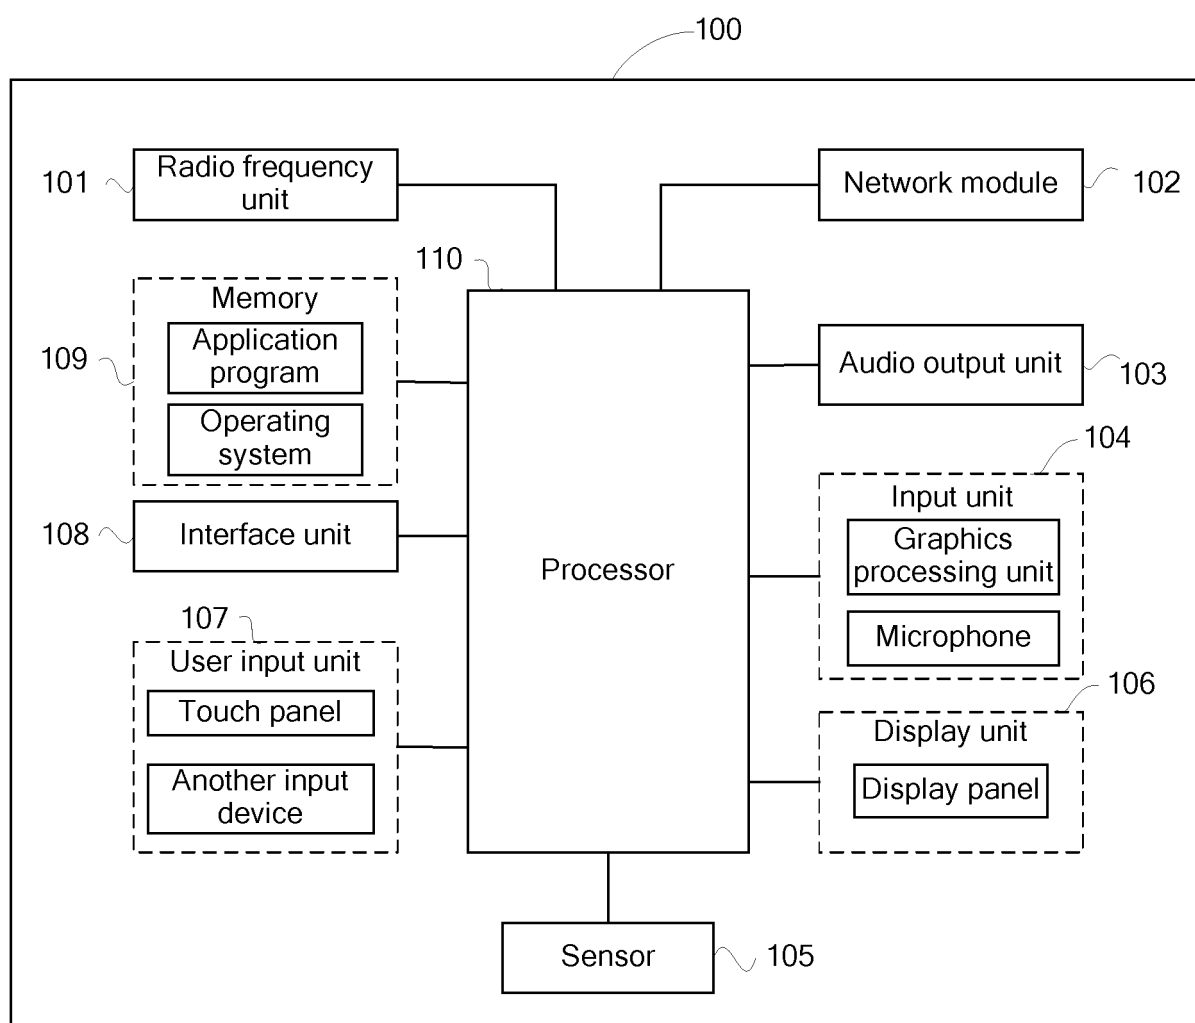 100
101
Radio frequency
unit
Network module
102
110
109
Memory
Application
program
Operating
system
Audio output unit
103
104
Input unit
Graphics
processing unit
Microphone
108
Interface unit
Processor
107
User input unit
Touch panel
Another input
device
106
Display unit
Display panel
Sensor
105